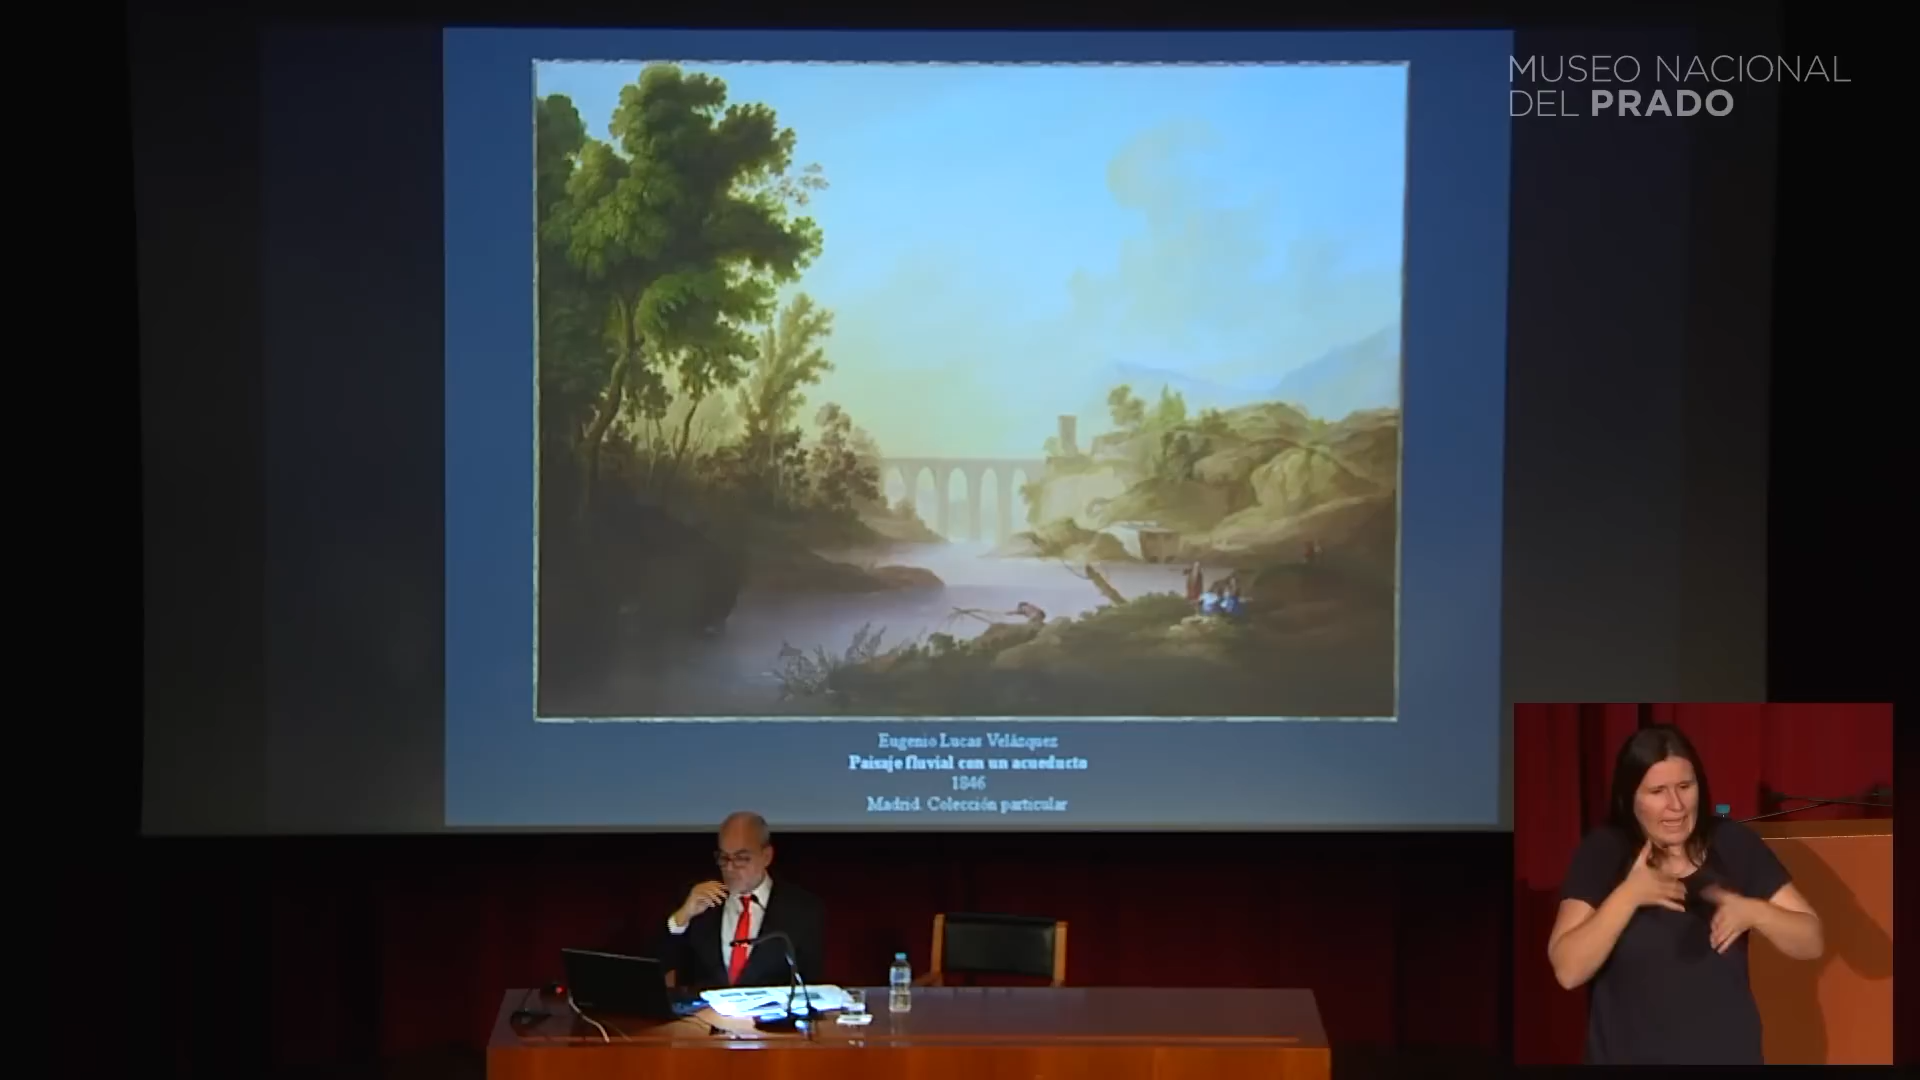 MUSEO NACIONAL
DEL PRADO
Eugenio Lucas Velázquez
Paisaje fluvial con un acueducto
1846
Madrid. Colección particular